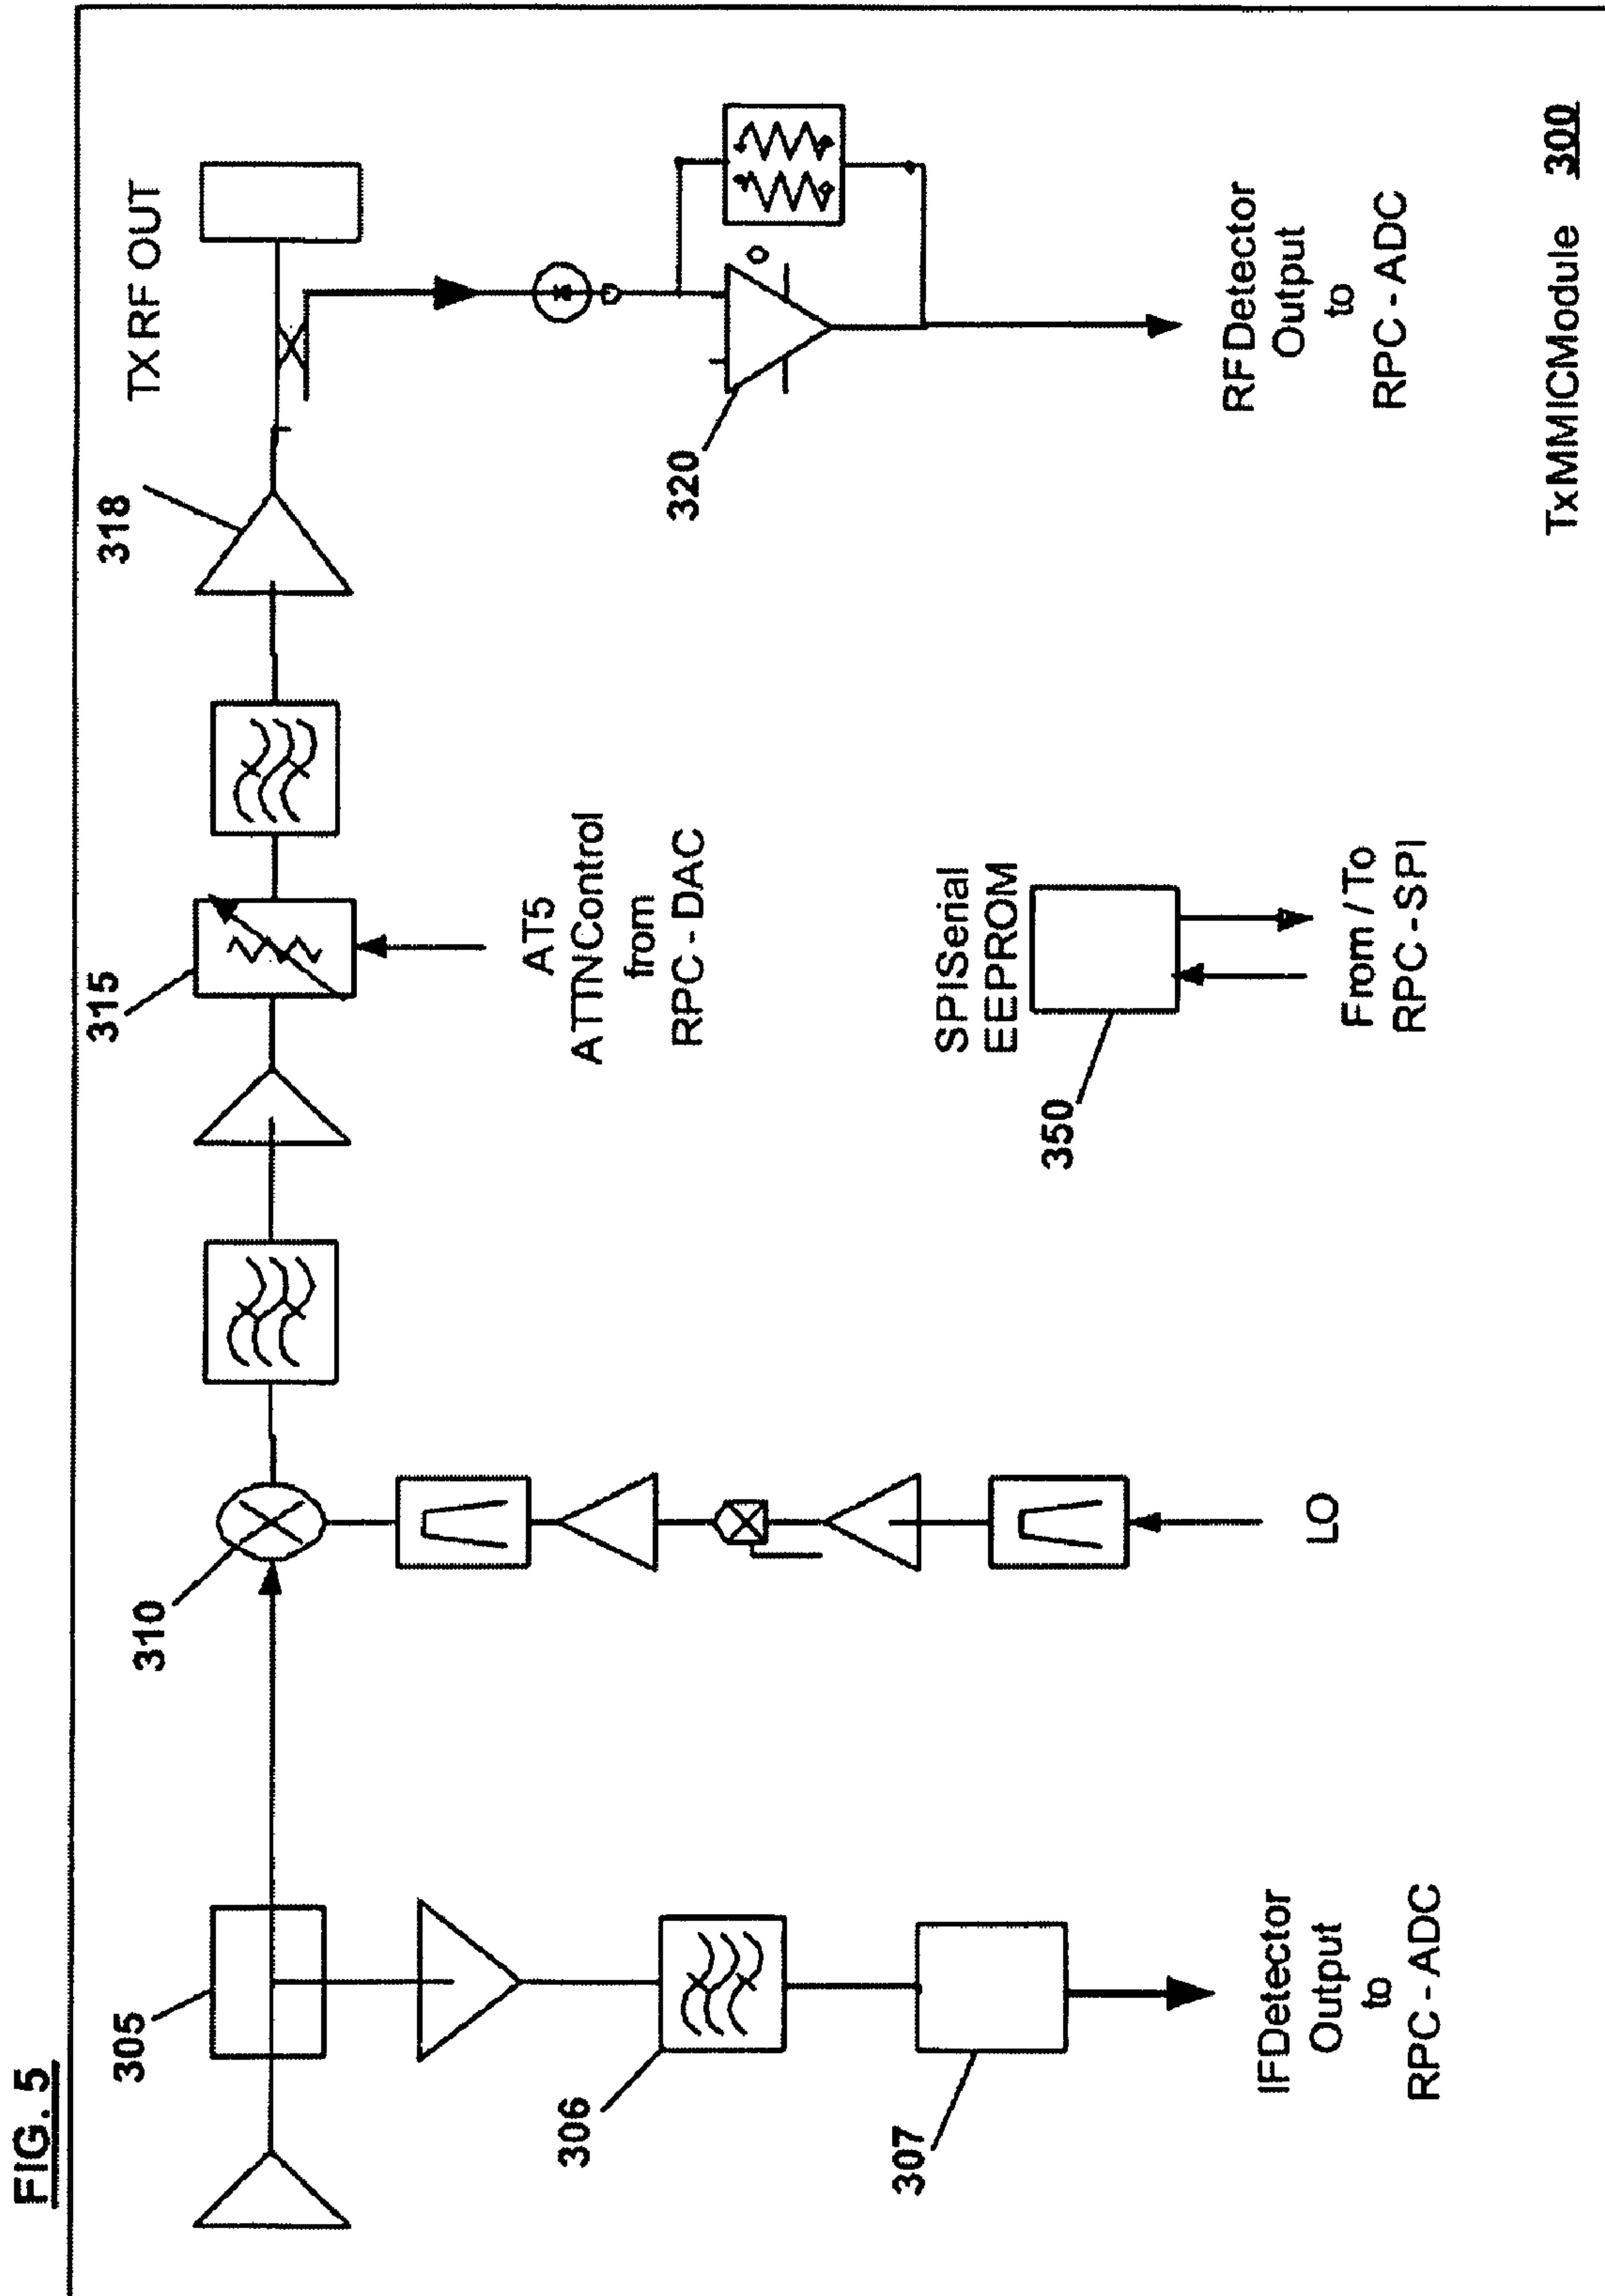 FIG. 5
TX RF OUT
318
315
310
305
320
AT5
ATTNControl
from
RPC - DAC
306
SPISerial
EEPROM
350
307
RFDetector
Output
to
RPC - ADC
From / To
RPC - SPI
LO
IFDetector
Output
to
RPC - ADC
TxMMICModule 300